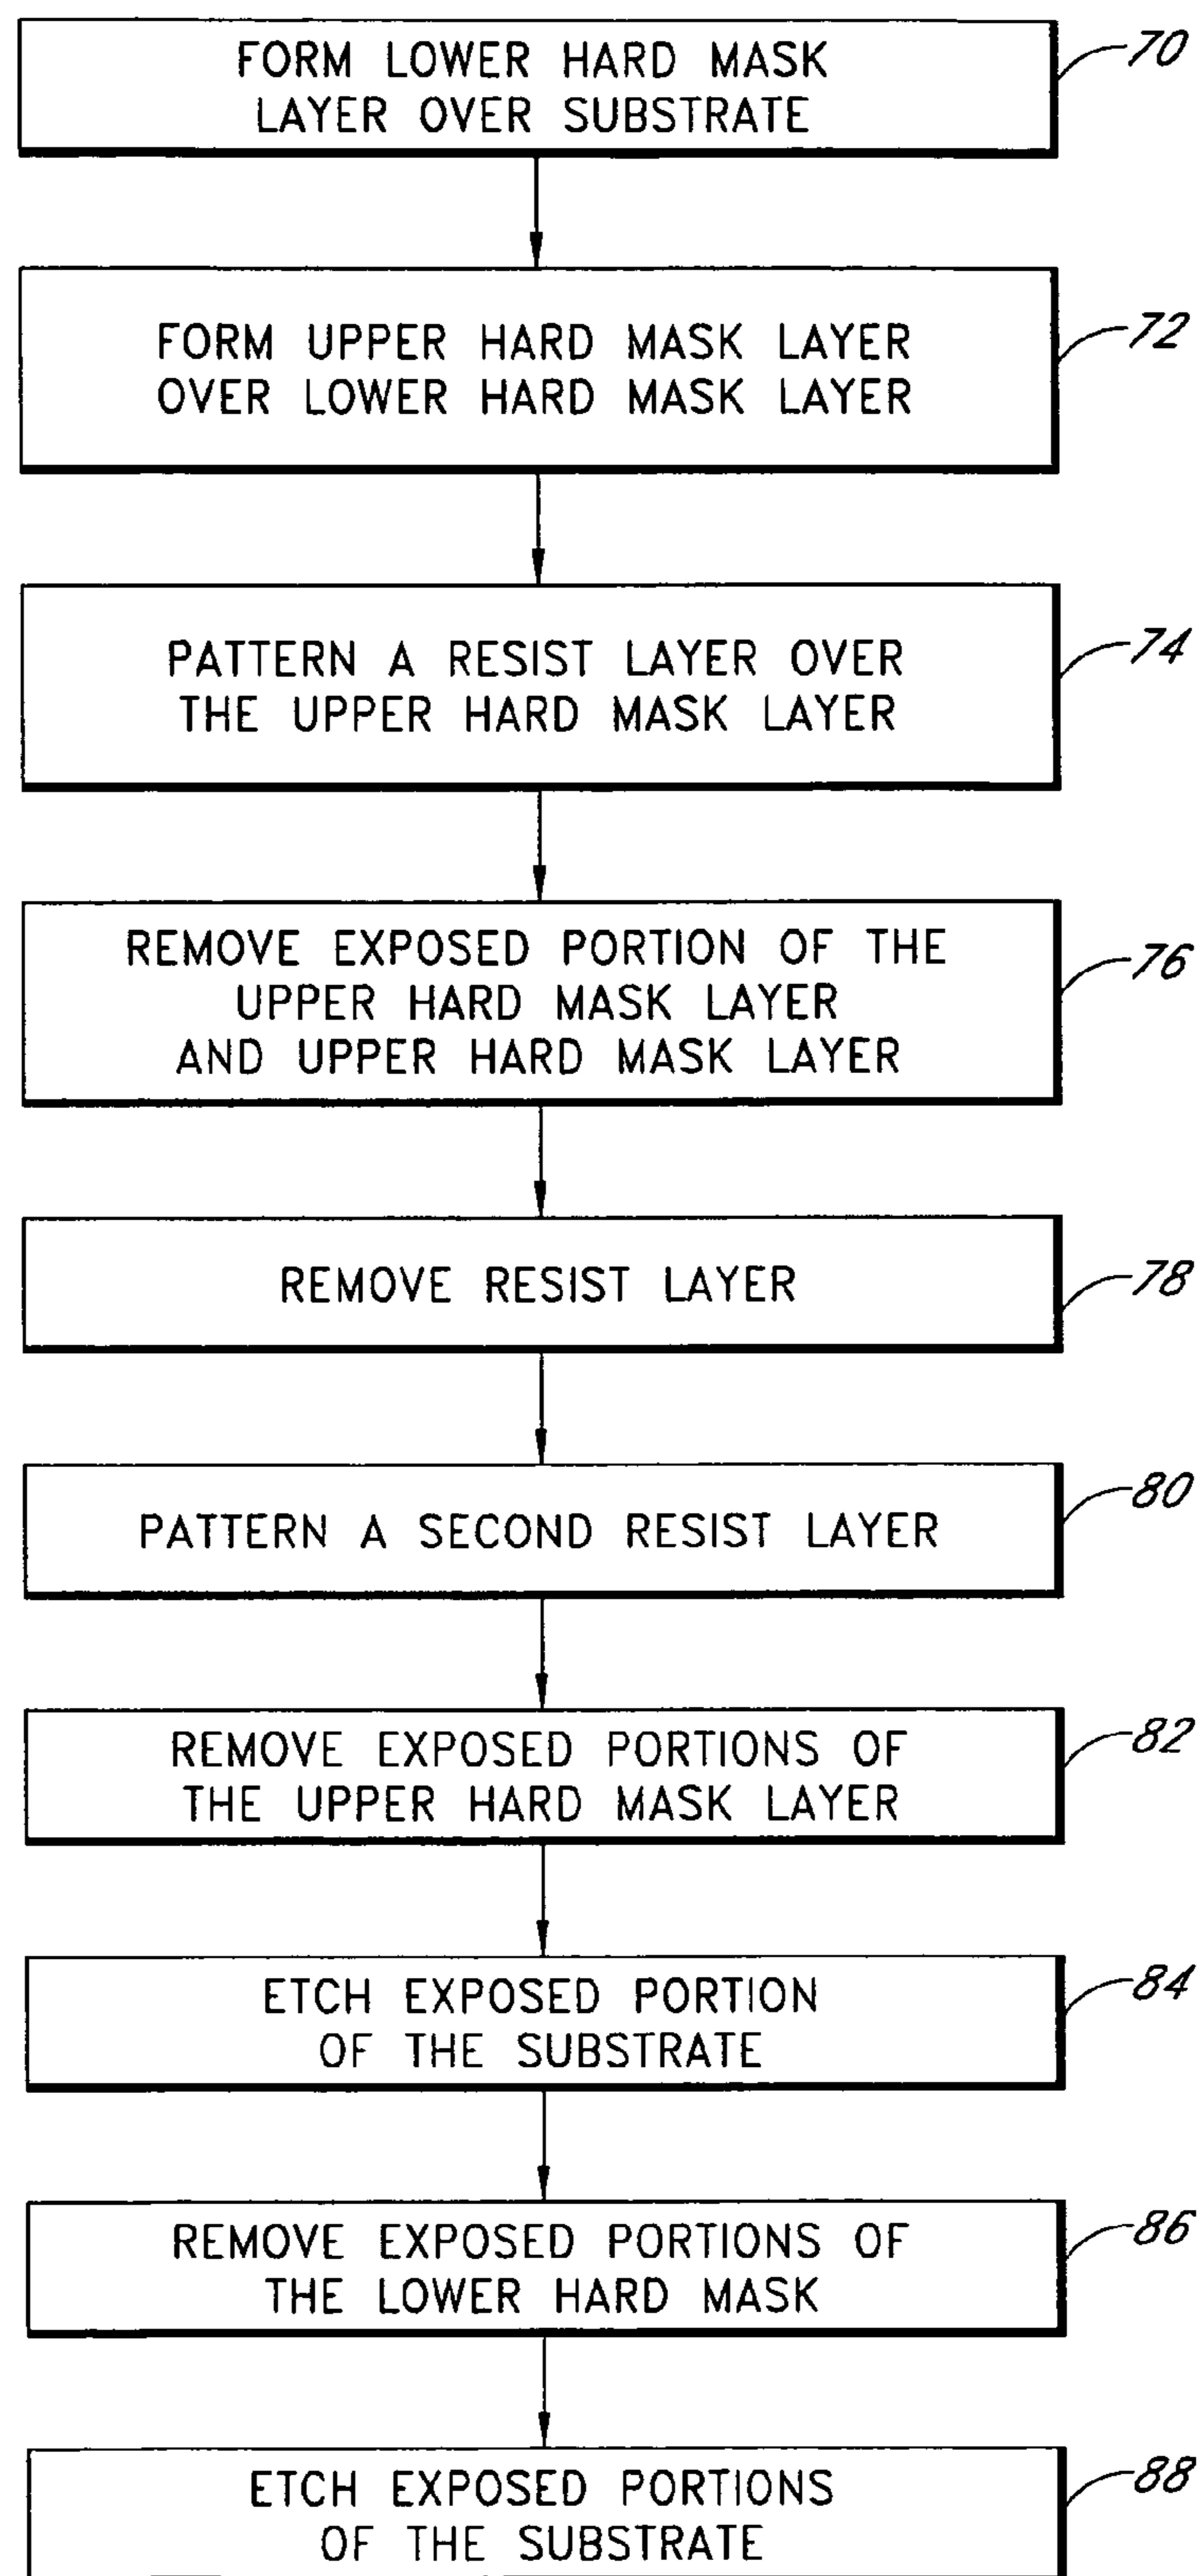 FORM LOWER HARD MASK
LAYER OVER SUBSTRATE
70
FORM UPPER HARD MASK LAYER
OVER LOWER HARD MASK LAYER
72
PATTERN A RESIST LAYER OVER
THE UPPER HARD MASK LAYER
74
REMOVE EXPOSED PORTION OF THE
UPPER HARD MASK LAYER
AND UPPER HARD MASK LAYER
76
REMOVE RESIST LAYER
78
PATTERN A SECOND RESIST LAYER
80
REMOVE EXPOSED PORTIONS OF
THE UPPER HARD MASK LAYER
82
ETCH EXPOSED PORTION
OF THE SUBSTRATE
84
REMOVE EXPOSED PORTIONS OF
THE LOWER HARD MASK
86
ETCH EXPOSED PORTIONS
OF THE SUBSTRATE
88